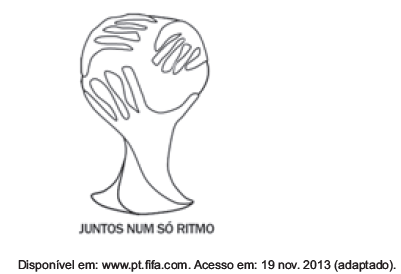 JUNTOS NUM SÓ RITMO
Disponível em: www.pt.fifa.com. Acesso em: 19 nov. 2013 (adaptado).